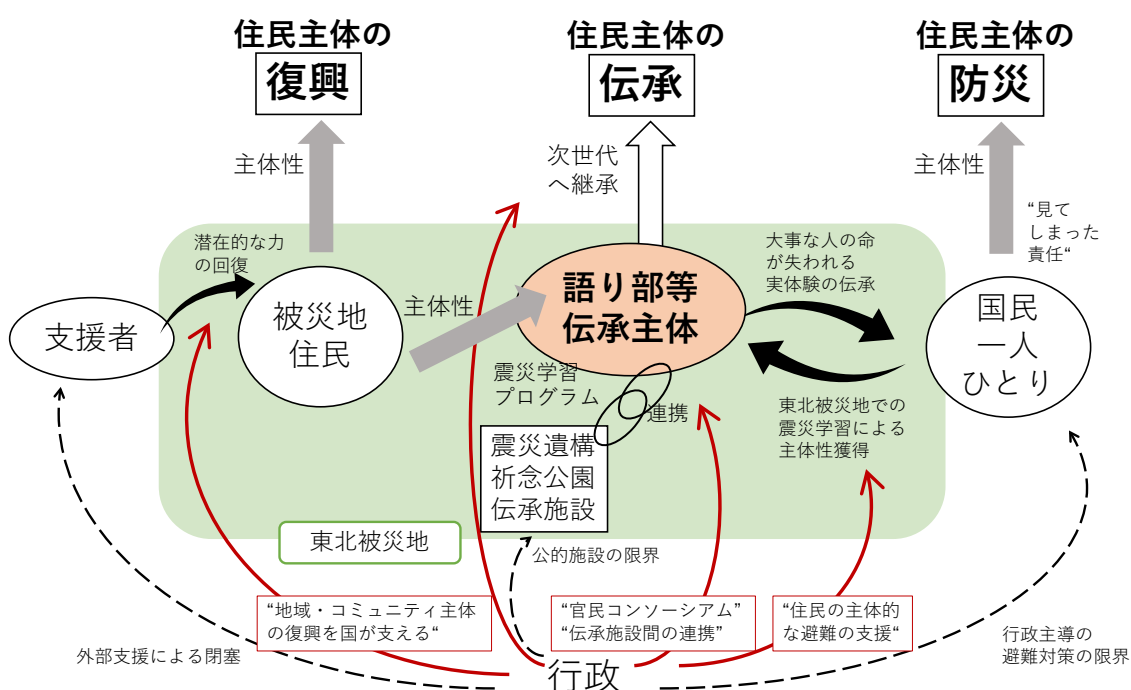 住民主体の
復興
住民主体の
伝承
住民主体の
防災
主体性
次世代
へ継承
主体性
“見て
しまった
責任“
潜在的な力
の回復
大事な人の命
が失われる
実体験の伝承
支援者
被災地
住民
主体性
語り部等
伝承主体
国民
一人
ひとり
震災学習
プログラム
連携
東北被災地での
震災学習による
主体性獲得
震災遺構
祈念公園
伝承施設
東北被災地
公的施設の限界
“地域・コミュニティ主体
の復興を国が支える“
“官民コンソーシアム”
“伝承施設間の連携”
“住民の主体的
な避難の支援“
外部支援による閉塞
行政
行政主導の
避難対策の限界